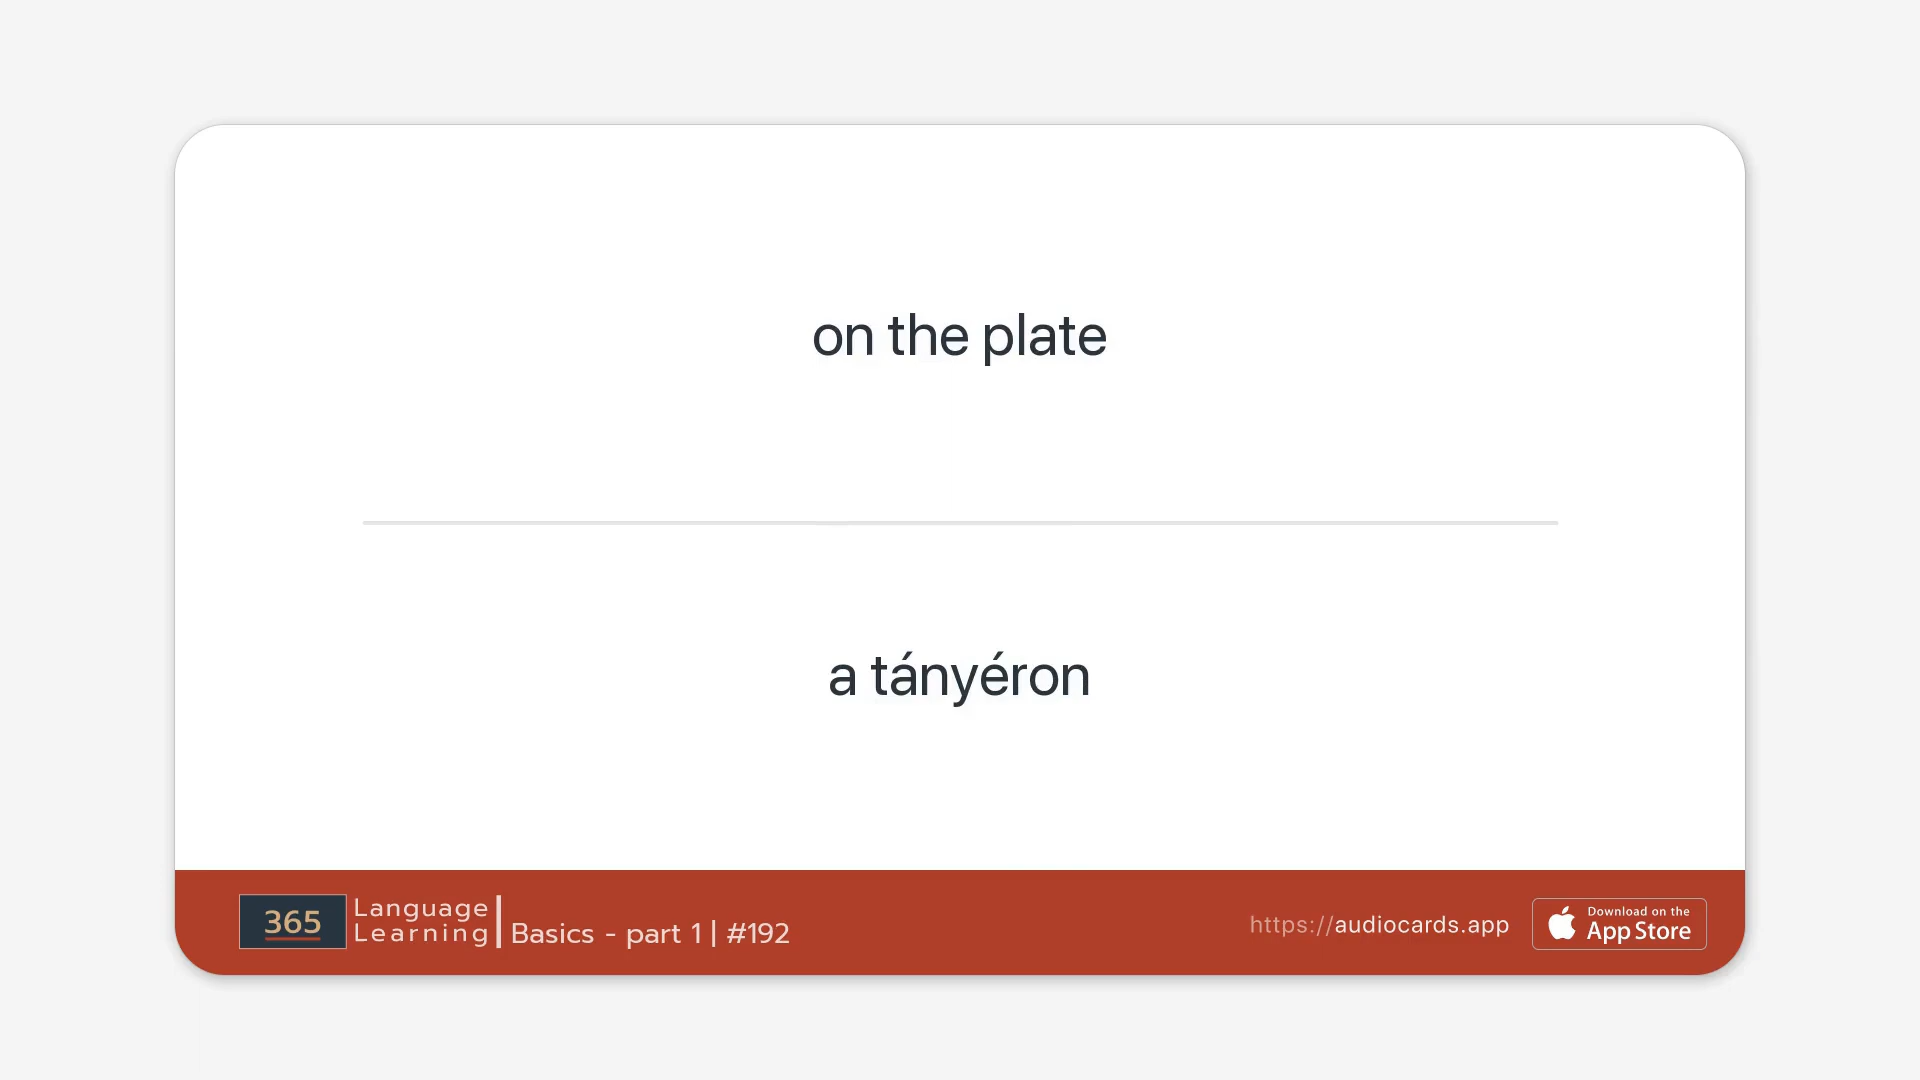 on the plate
a tányéron
365
Language
Learning
Basics - part 1 | #192
https://audiocards.app
Download on the
App Store